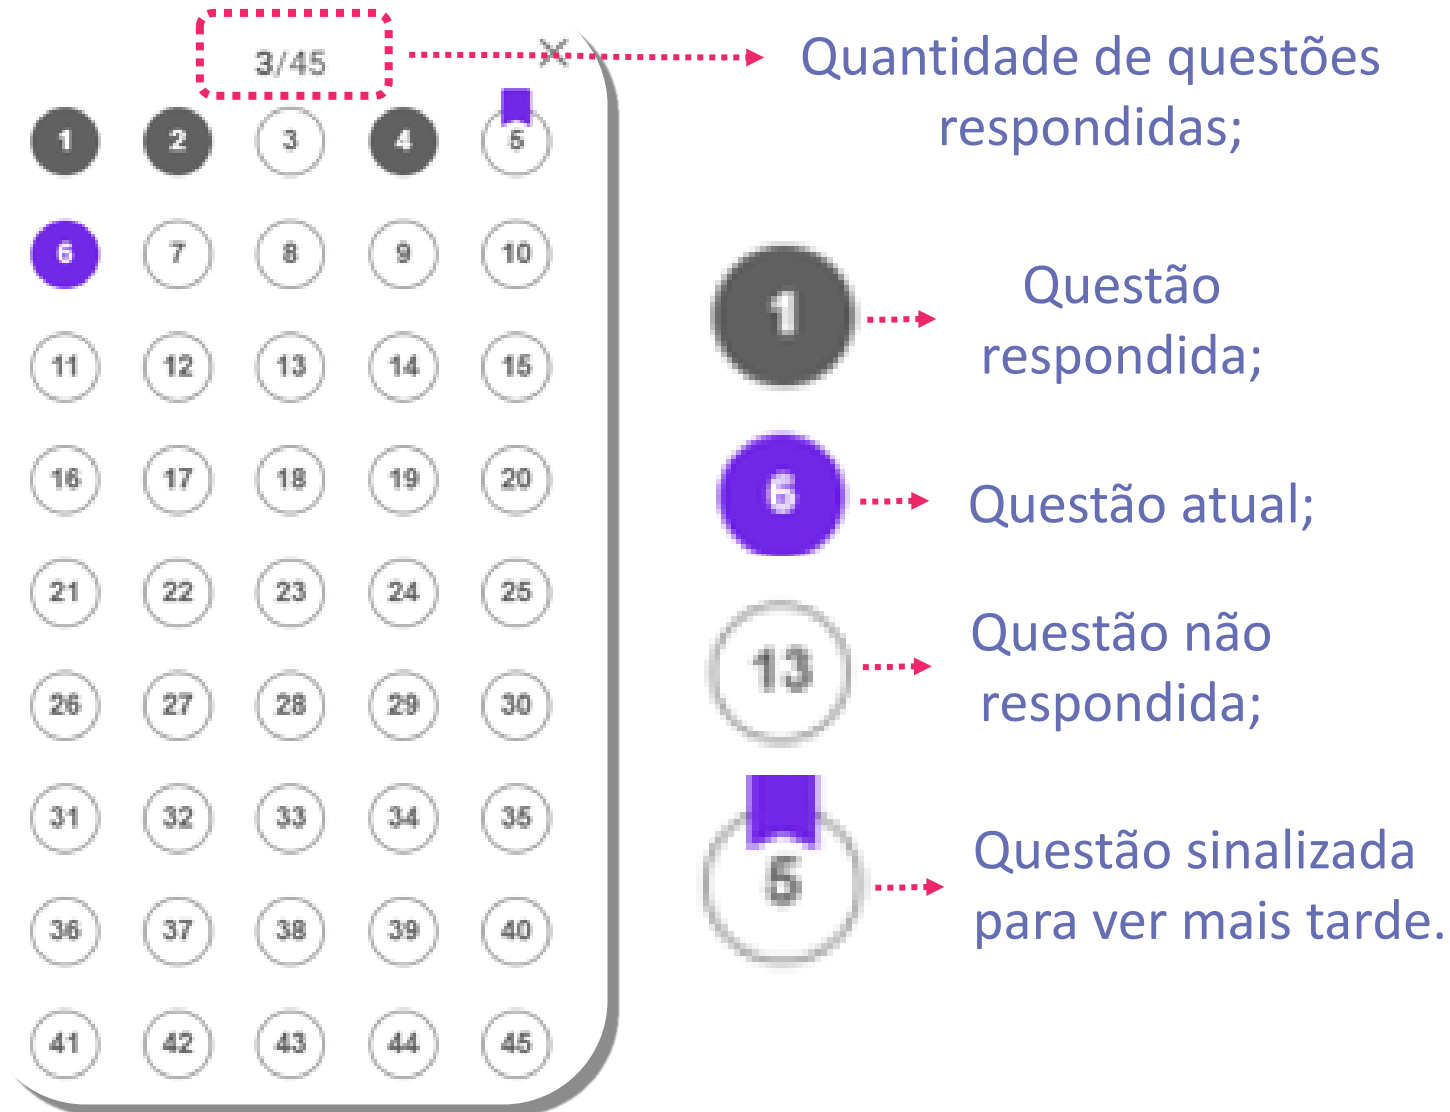 3/45
×
1 2 3 4 5
6 7 8 9 10
11 12 13 14 15
16 17 18 19 20
21 22 23 24 25
26 27 28 29 30
31 32 33 34 35
36 37 38 39 40
41 42 43 44 45
Quantidade de questões
respondidas;
1
Questão
respondida;
6
Questão atual;
13
Questão não
respondida;
5
Questão sinalizada
para ver mais tarde.